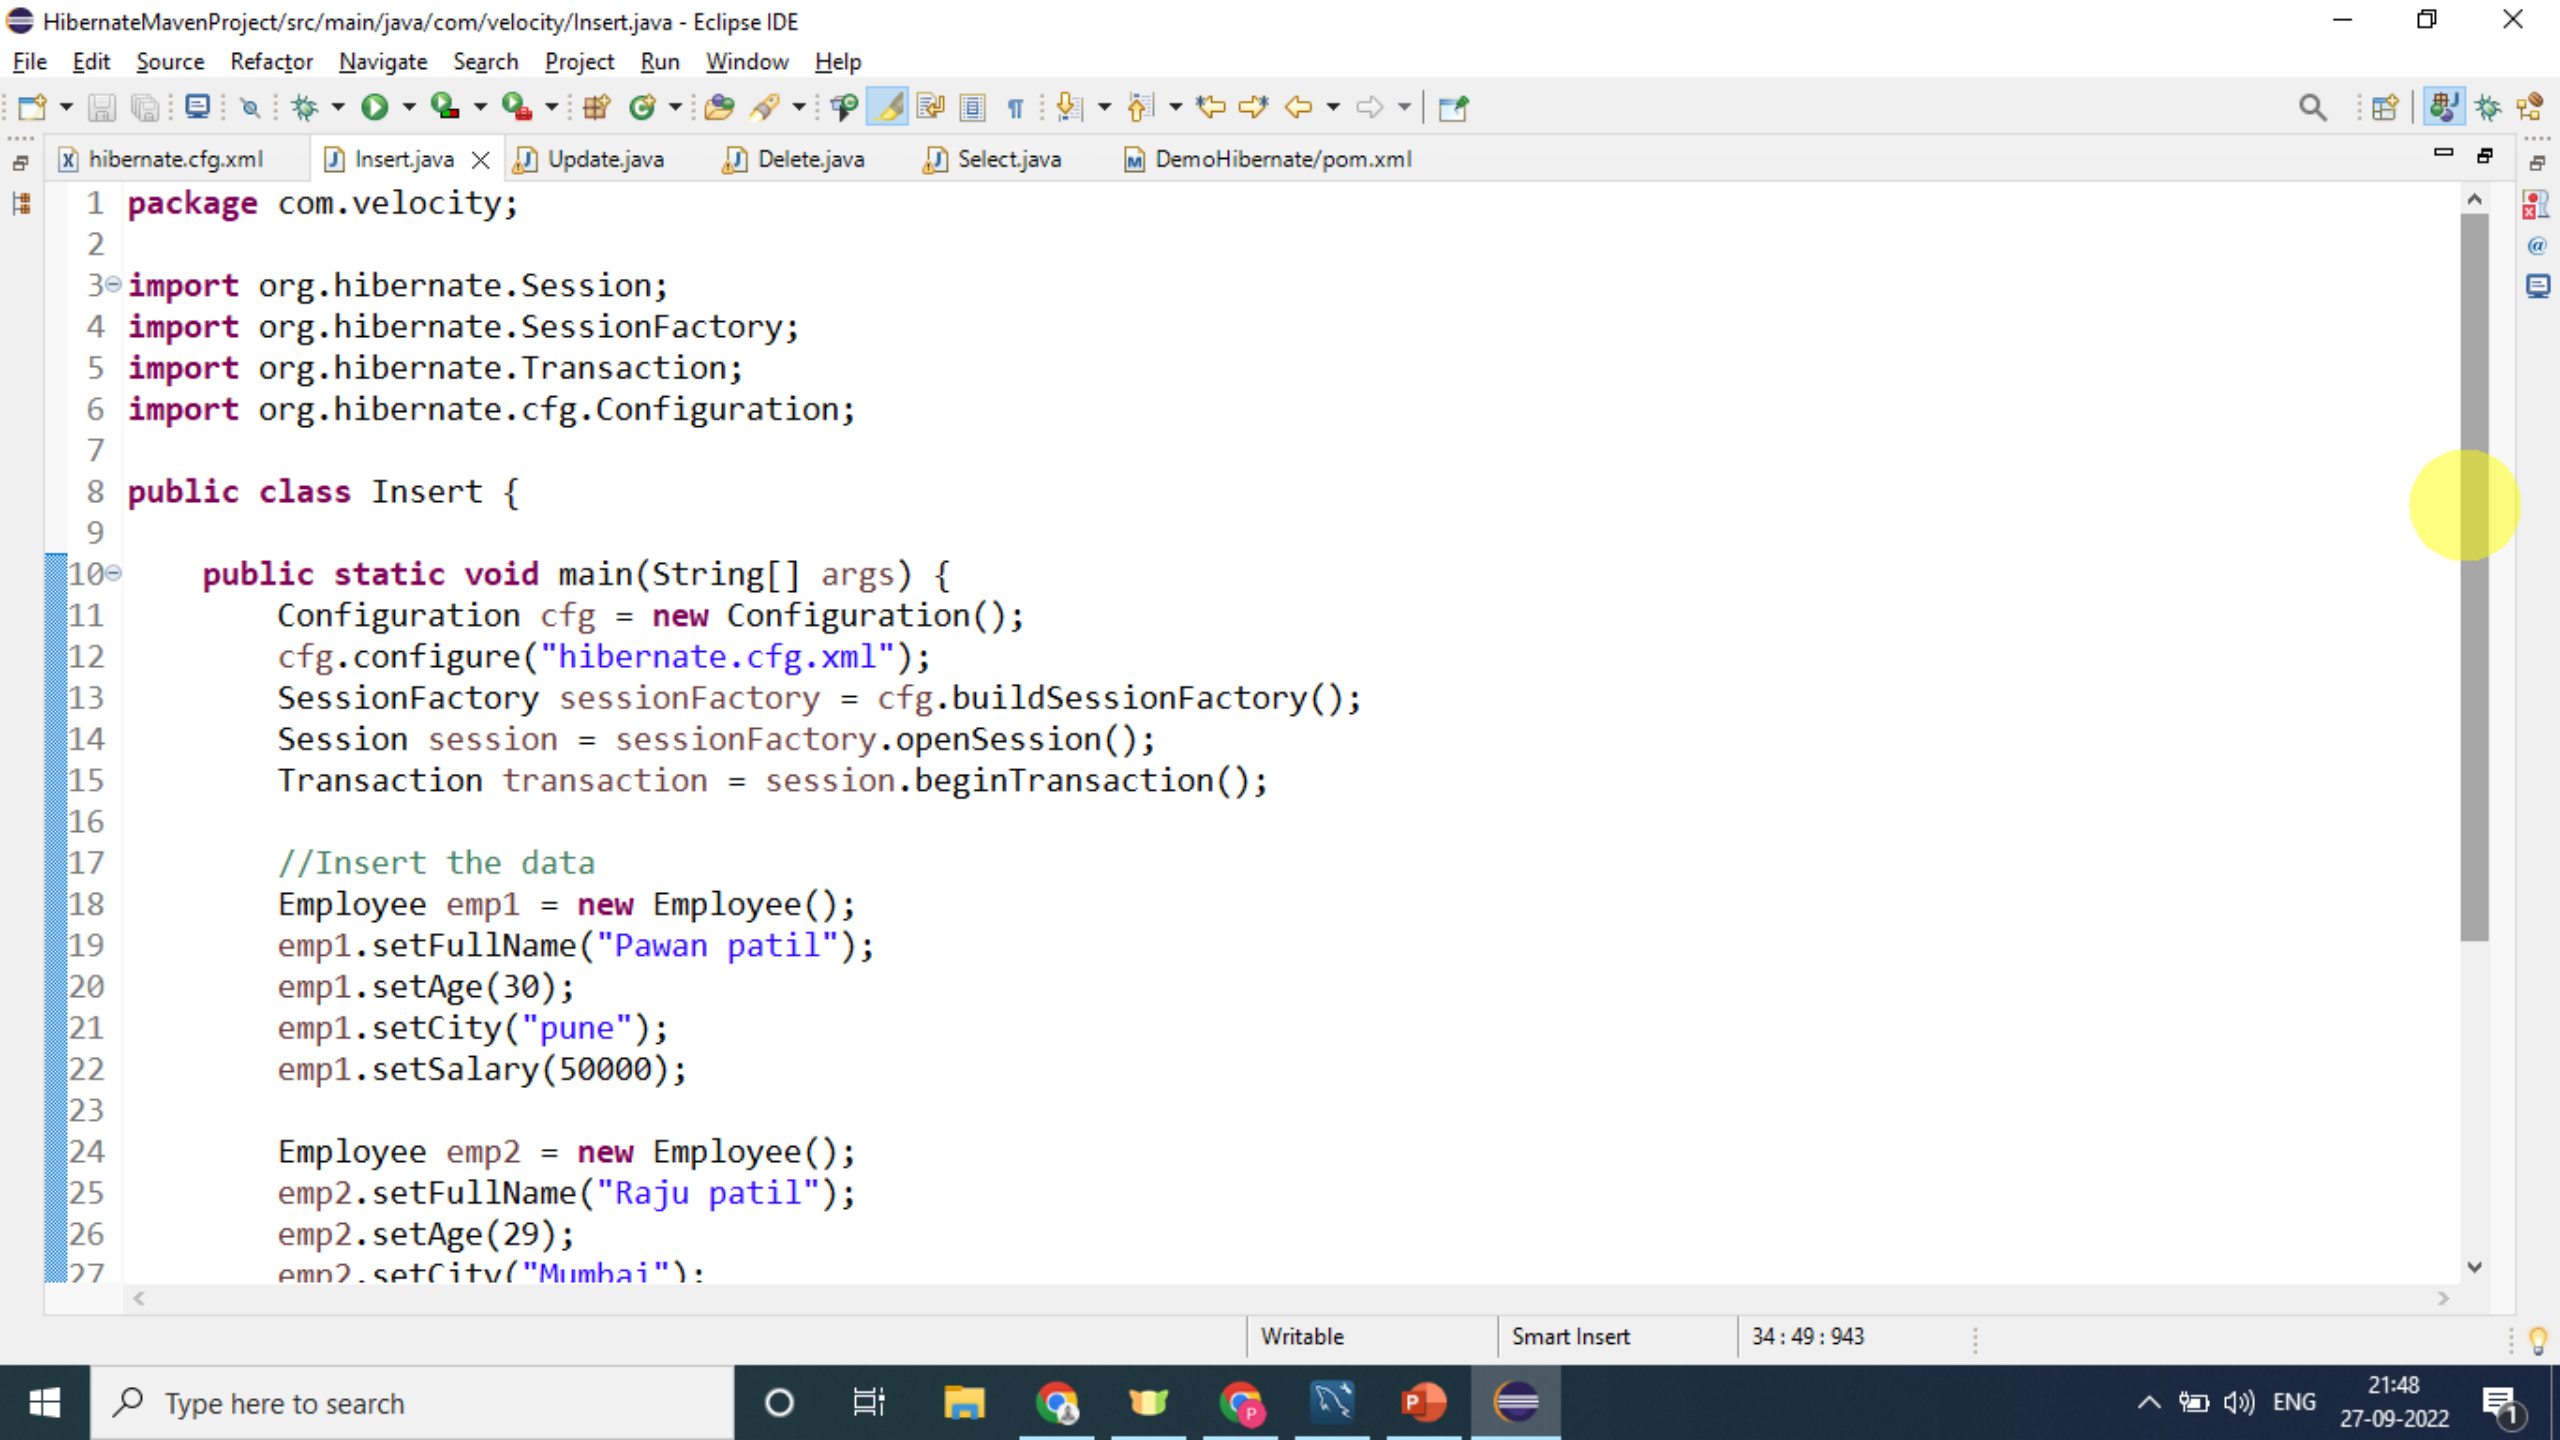 HibernateMavenProject/src/main/java/com/velocity/Insert.java - Eclipse IDE
File Edit Source Refactor Navigate Search Project Run Window Help
hibernate.cfg.xml Insert.java Update.java Delete.java Select.java DemoHibernate/pom.xml
1 package com.velocity;
2
3 import org.hibernate.Session;
4 import org.hibernate.SessionFactory;
5 import org.hibernate.Transaction;
6 import org.hibernate.cfg.Configuration;
7
8 public class Insert {
9
10 public static void main(String[] args) {
11 Configuration cfg = new Configuration();
12 cfg.configure("hibernate.cfg.xml");
13 SessionFactory sessionFactory = cfg.buildSessionFactory();
14 Session session = sessionFactory.openSession();
15 Transaction transaction = session.beginTransaction();
16
17 //Insert the data
18 Employee emp1 = new Employee();
19 emp1.setFullName("Pawan patil");
20 emp1.setAge(30);
21 emp1.setCity("pune");
22 emp1.setSalary(50000);
23
24 Employee emp2 = new Employee();
25 emp2.setFullName("Raju patil");
26 emp2.setAge(29);
27 emp2.setCity("Mumbai");
Writable Smart Insert 34 : 49 : 943
Type here to search
ENG
21:48
27-09-2022
1